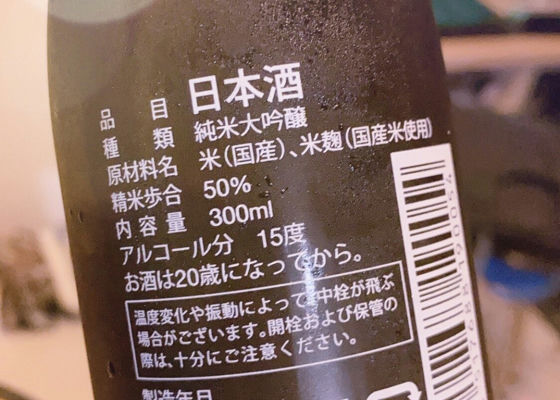 品目 日本酒
種類 純米大吟醸
原材料名 米(国産)、米麹(国産米使用)
精米歩合 50%
内容量 300ml
アルコール分 15度
お酒は20歳になってから。
温度変化や振動によって、中栓が飛ぶ
場合がございます。開栓および保管の
際は、十分にご注意ください。
製造年月